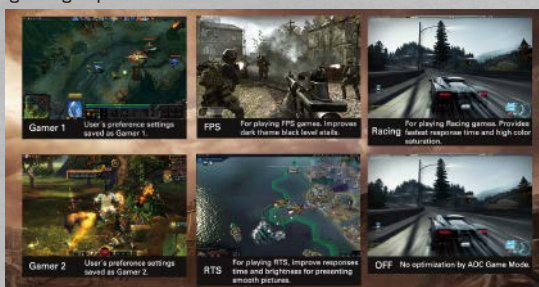 Gamer 1
User's preference settings
saved as Gamer 1.
FPS
For playing FPS games. Improves
dark theme black level stails.
Racing
For playing Racing games. Provides
fastest response time and high color
saturation.
Gamer 2
User's preference settings
saved as Gamer 2.
RTS
For playing RTS, improve responses
time and brightness for presenting
smooth pictures.
OFF
No optimization by AOC Game Mode.